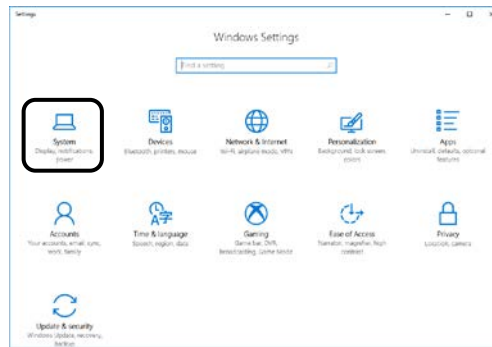 Settings
Windows Settings
Find a setting
System
Display, notifications, power
Devices
Bluetooth, printers, mouse
Network & Internet
Wi-Fi, airplane mode, VPN
Personalization
Background, lock screen, colors
Apps
Uninstall, defaults, optional features
Accounts
Your accounts, email, sync, work, family
Time & language
Speech, region, date
Gaming
Game bar, DVR, broadcasting, Game Mode
Ease of Access
Narrator, magnifier, high contrast
Privacy
Location, camera
Update & security
Windows Update, recovery, backup